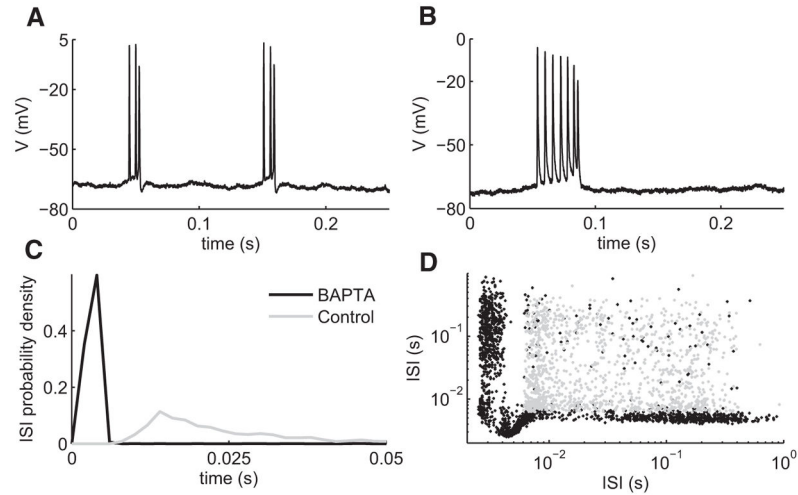 A
5
−20
−50
−80
V (mV)
0
0.1
0.2
time (s)
B
0
−20
−50
−80
V (mV)
0
0.1
0.2
time (s)
C
ISI probability density
0.4
0.2
0
BAPTA
Control
0
0.025
0.05
time (s)
D
ISI (s)
10⁻¹
10⁻²
10⁻²
10⁻¹
10⁰
ISI (s)